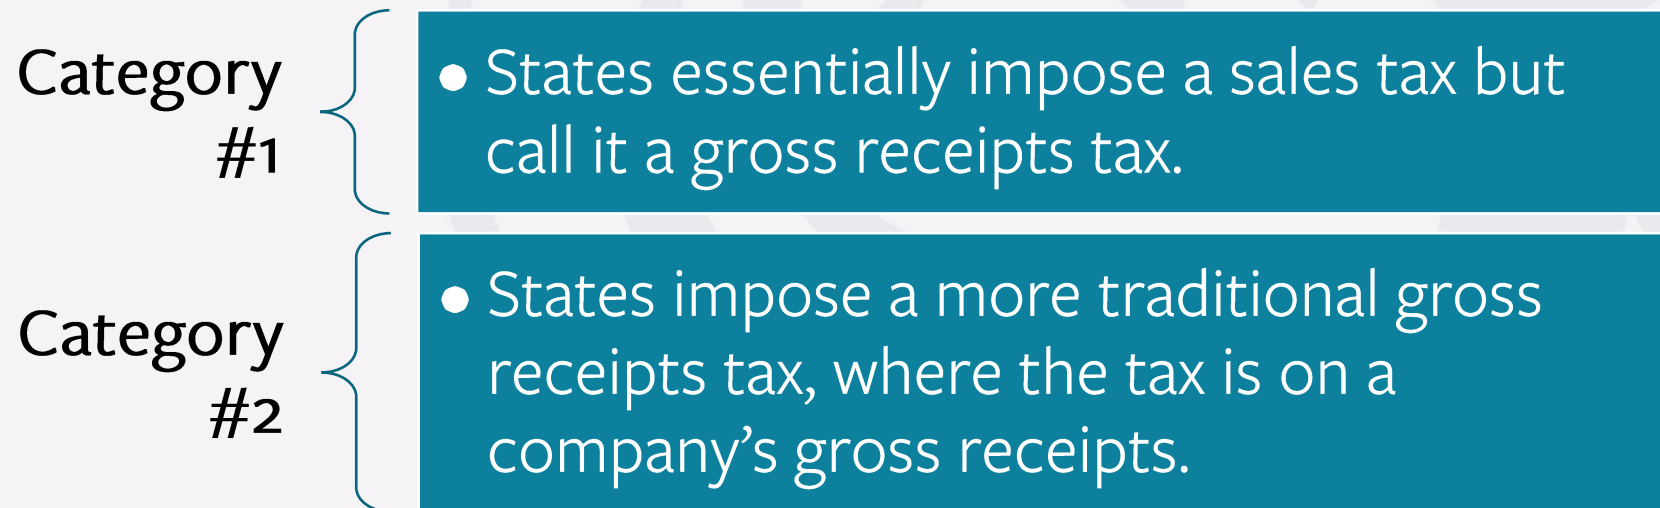 Category
#1
• States essentially impose a sales tax but
call it a gross receipts tax.
Category
#2
• States impose a more traditional gross
receipts tax, where the tax is on a
company’s gross receipts.